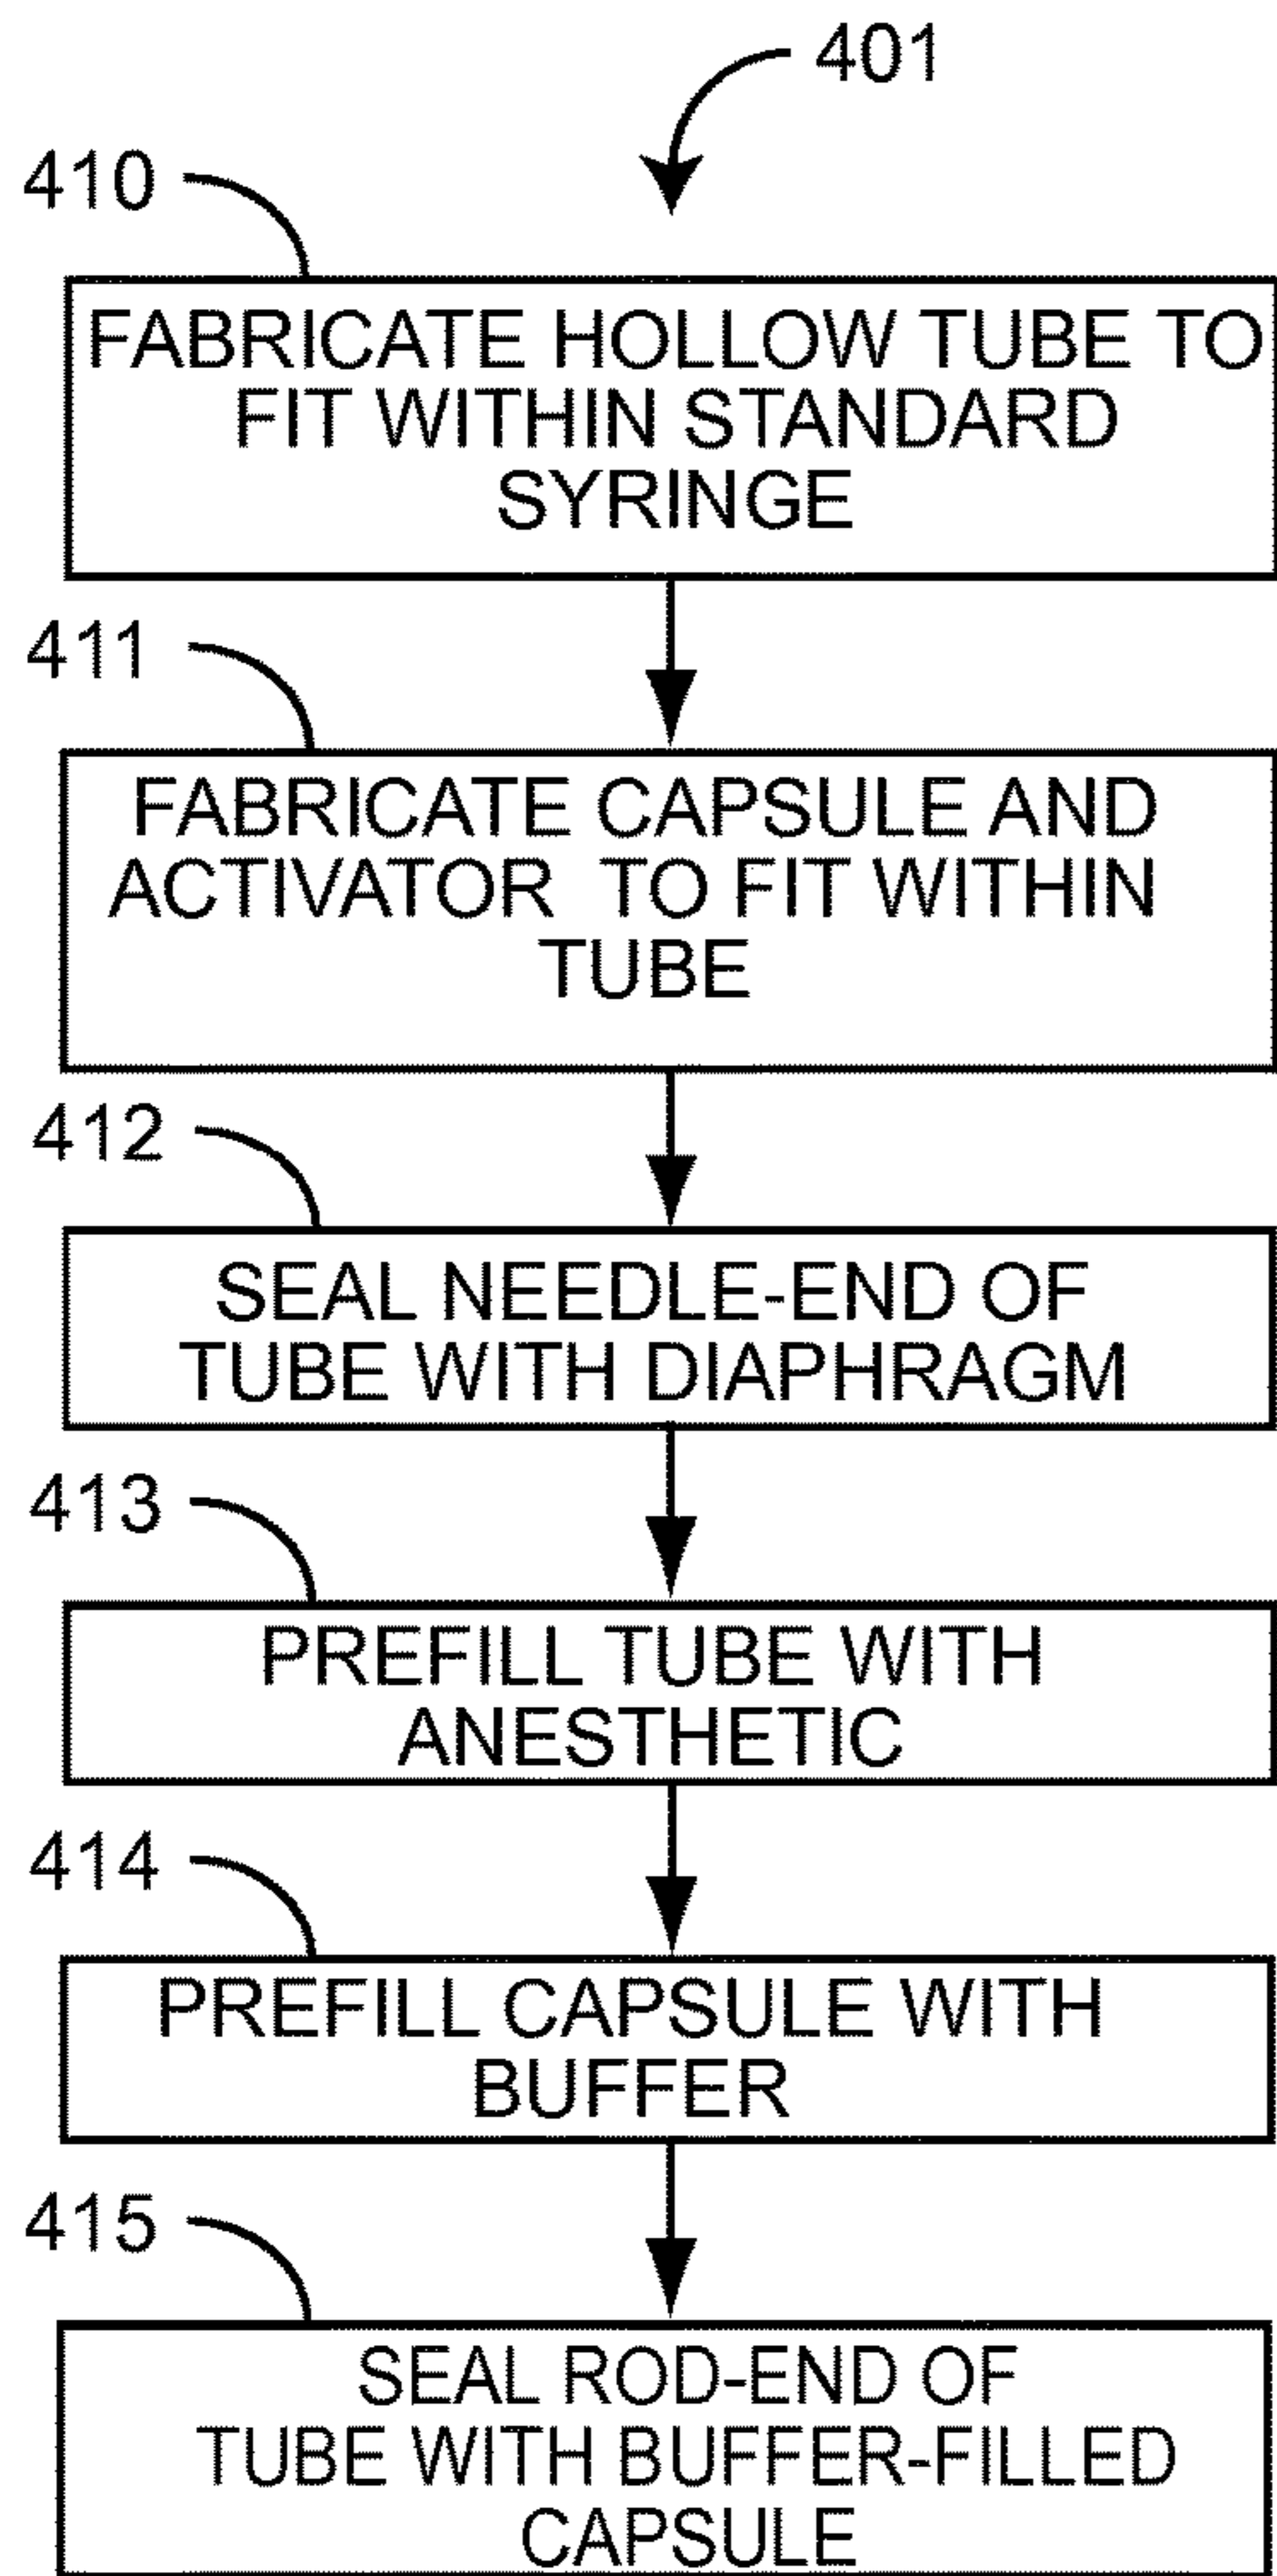 401
410
FABRICATE HOLLOW TUBE TO
FIT WITHIN STANDARD
SYRINGE
411
FABRICATE CAPSULE AND
ACTIVATOR TO FIT WITHIN
TUBE
412
SEAL NEEDLE-END OF
TUBE WITH DIAPHRAGM
413
PREFILL TUBE WITH
ANESTHETIC
414
PREFILL CAPSULE WITH
BUFFER
415
SEAL ROD-END OF
TUBE WITH BUFFER-FILLED
CAPSULE